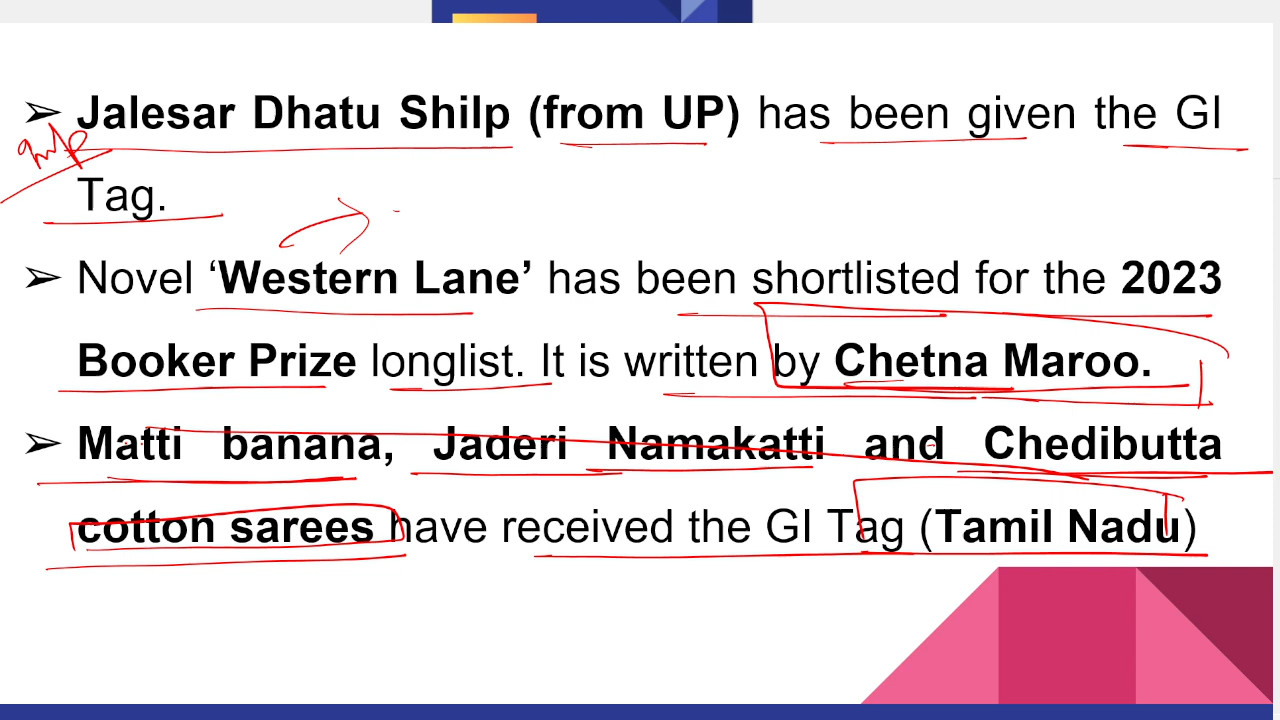 ➢ Jalesar Dhatu Shilp (from UP) has been given the GI
Tag.
➢ Novel ‘Western Lane’ has been shortlisted for the 2023
Booker Prize longlist. It is written by Chetna Maroo.
➢ Matti banana, Jaderi Namakatti and Chedibutta
cotton sarees have received the GI Tag (Tamil Nadu)